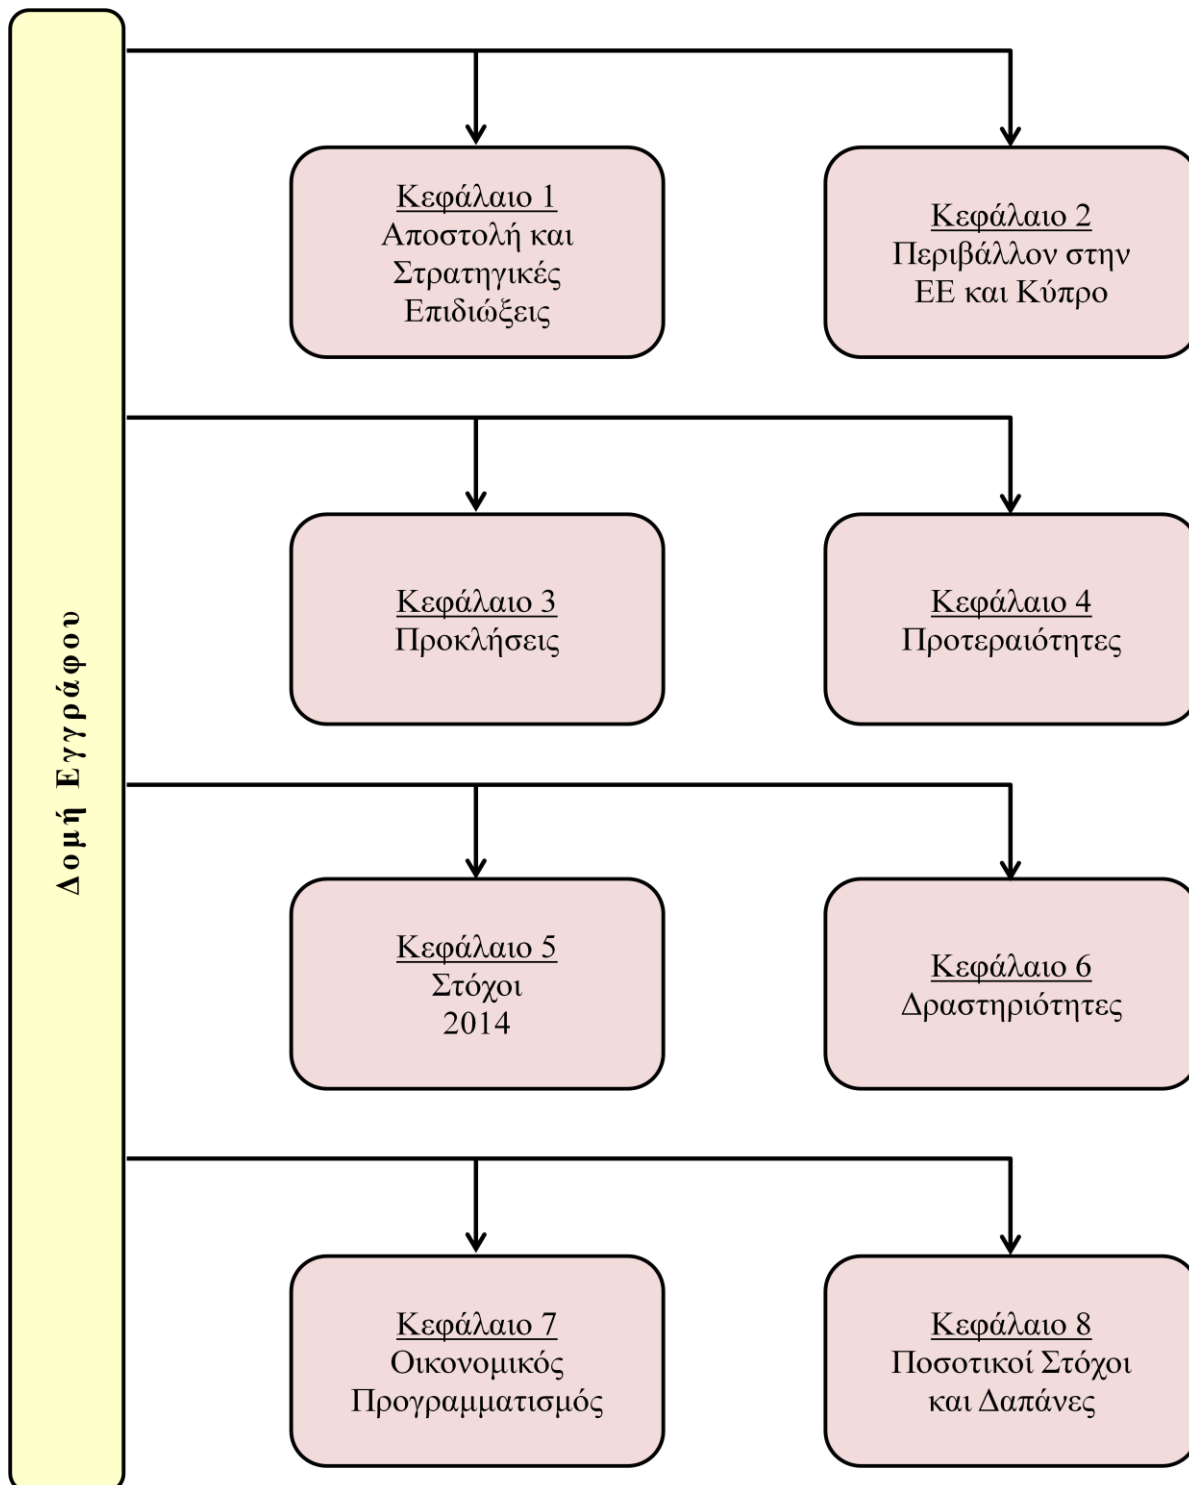 Δομή Εγγράφου
Κεφάλαιο 1
Αποστολή και
Στρατηγικές
Επιδιώξεις
Κεφάλαιο 2
Περιβάλλον στην
ΕΕ και Κύπρο
Κεφάλαιο 3
Προκλήσεις
Κεφάλαιο 4
Προτεραιότητες
Κεφάλαιο 5
Στόχοι
2014
Κεφάλαιο 6
Δραστηριότητες
Κεφάλαιο 7
Οικονομικός
Προγραμματισμός
Κεφάλαιο 8
Ποσοτικοί Στόχοι
και Δαπάνες